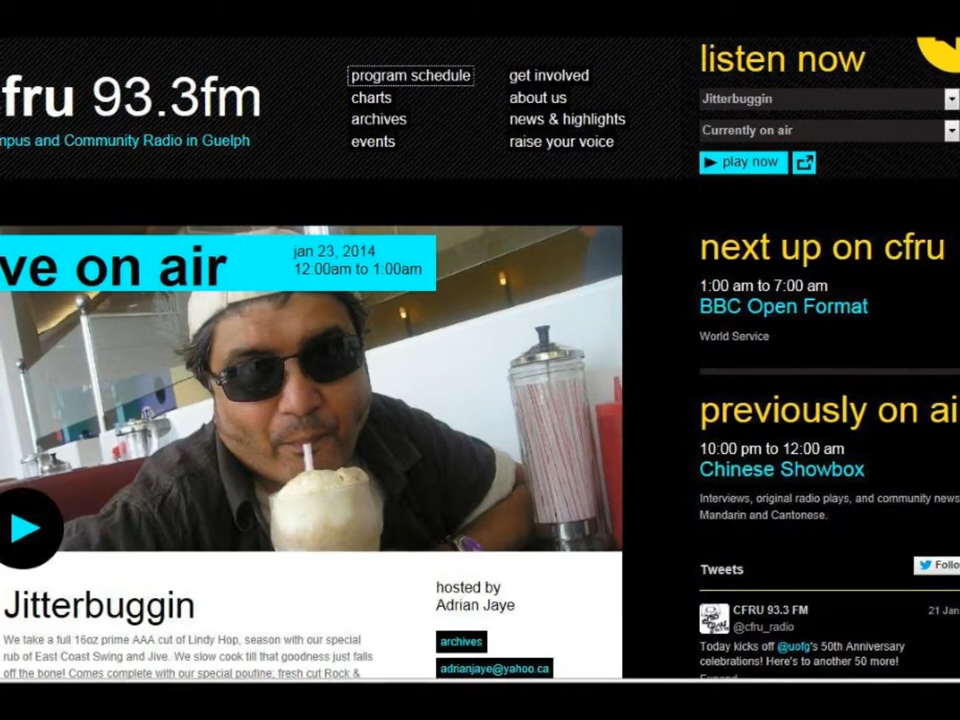 fru 93.3fm
mpus and Community Radio in Guelph
program schedule
charts
archives
events
get involved
about us
news & highlights
raise your voice
listen now
Jitterbuggin
Currently on air
play now
ve on air
jan 23, 2014
12:00am to 1:00am
Jitterbuggin
We take a full 16oz prime AAA cut of Lindy Hop, season with our special
rub of East Coast Swing and Jive. We slow cook till that goodness just falls
off the bone! Comes complete with our special poutine, fresh cut Rock &
hosted by
Adrian Jaye
archives
adrianjaye@yahoo.ca
next up on cfru
1:00 am to 7:00 am
BBC Open Format
World Service
previously on ai
10:00 pm to 12:00 am
Chinese Showbox
Interviews, original radio plays, and community news
Mandarin and Cantonese.
Tweets
Follo
CFRU 93.3 FM
21 Jan
@cfru_radio
Today kicks off @uofg's 50th Anniversary
celebrations! Here's to another 50 more!
Expand